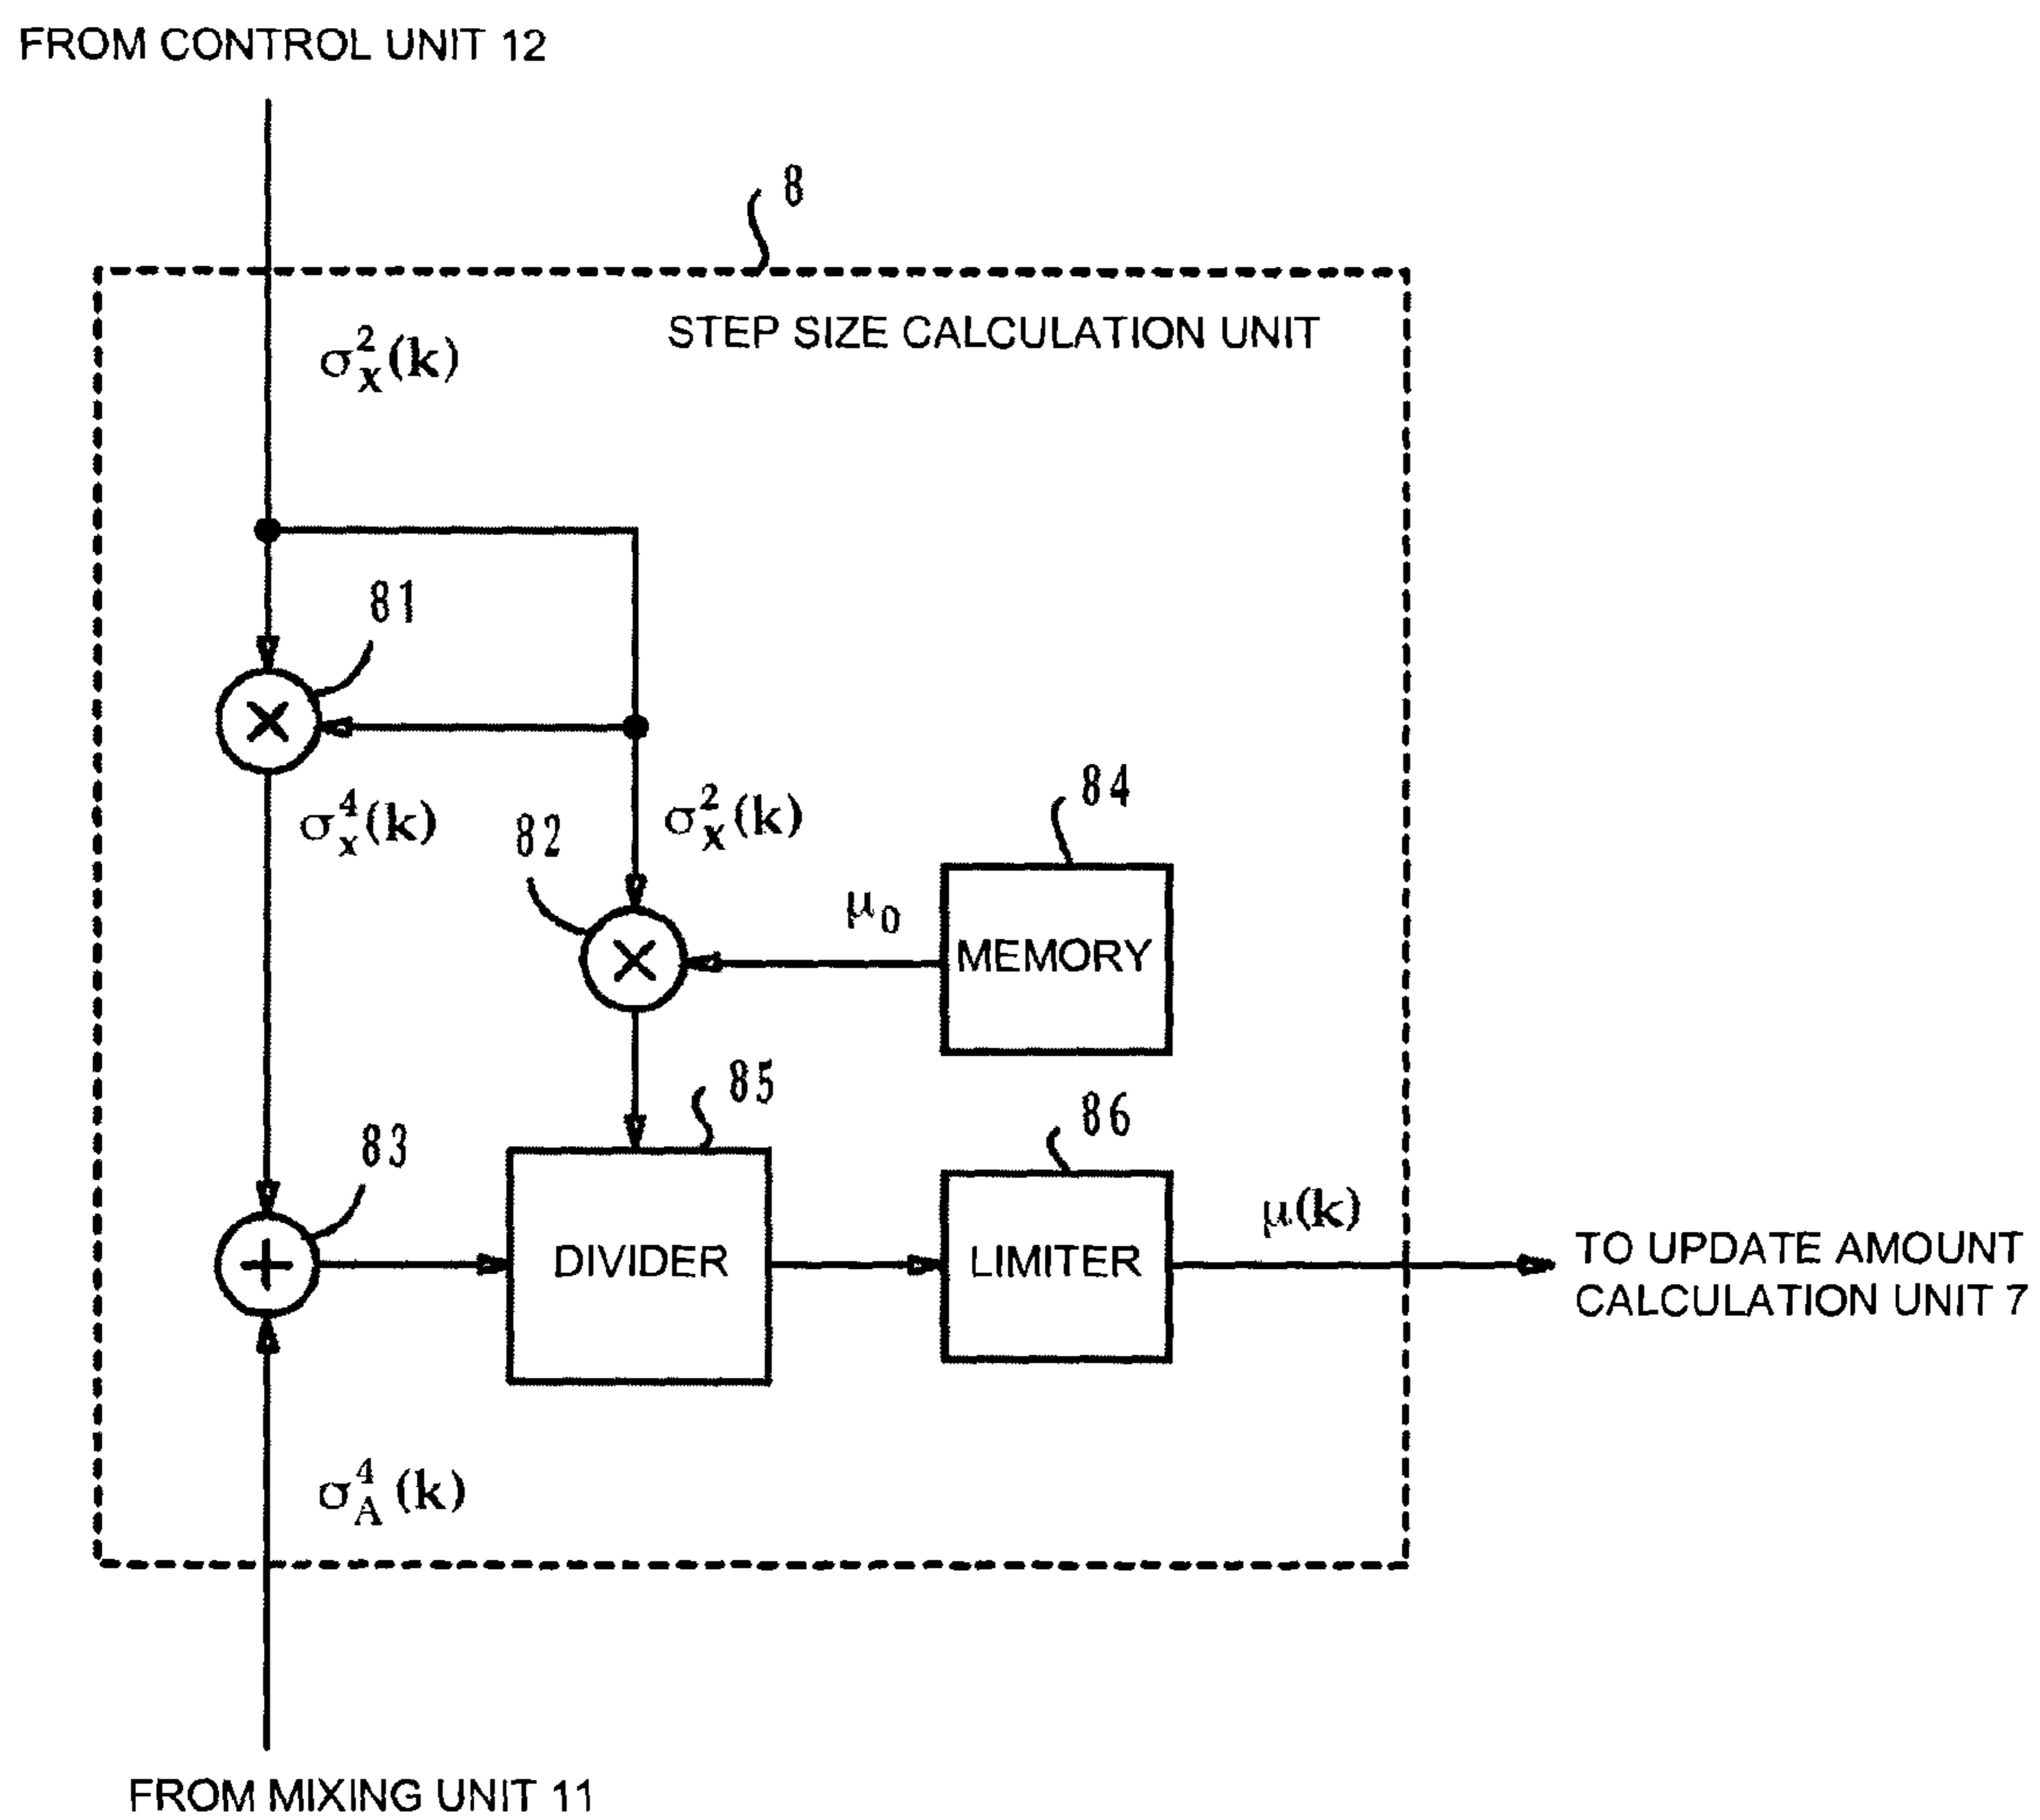 FROM CONTROL UNIT 12
8
STEP SIZE CALCULATION UNIT
σ²ₓ(k)
81
σ⁴ₓ(k)
82
σ²ₓ(k)
84
μ₀
MEMORY
85
86
83
DIVIDER
LIMITER
μ(k)
TO UPDATE AMOUNT
CALCULATION UNIT 7
σ⁴_A(k)
FROM MIXING UNIT 11